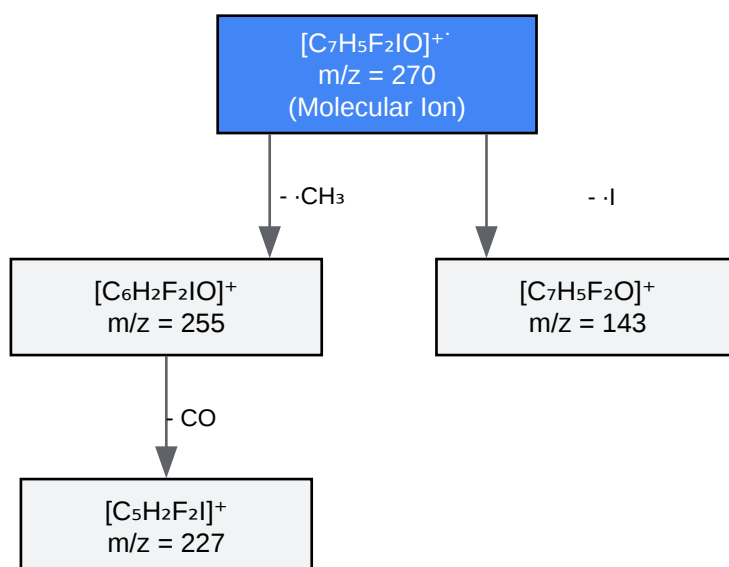 [C₇H₅F₂IO]⁺˙
m/z = 270
(Molecular Ion)
- ·CH₃
- ·I
[C₆H₂F₂IO]⁺
m/z = 255
[C₇H₅F₂O]⁺
m/z = 143
- CO
[C₅H₂F₂I]⁺
m/z = 227